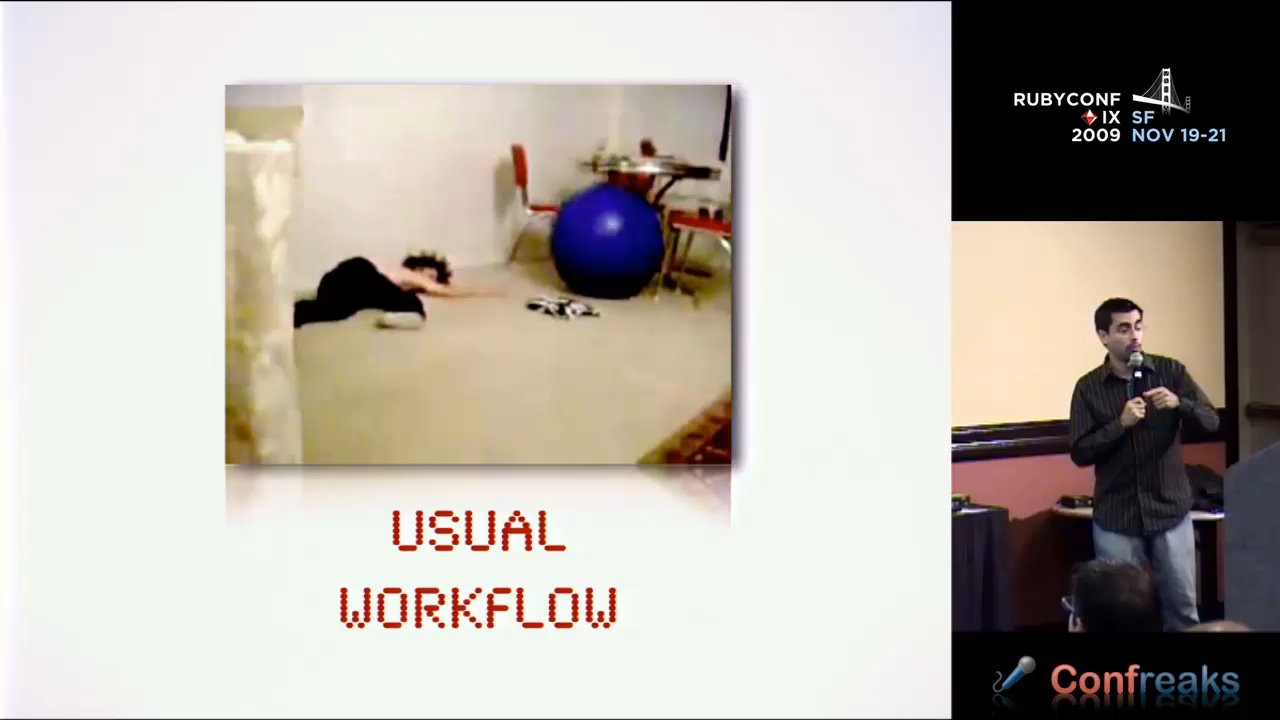 USUAL
WORKFLOW
RUBYCONF
IX
2009
SF
NOV 19-21
Confreaks